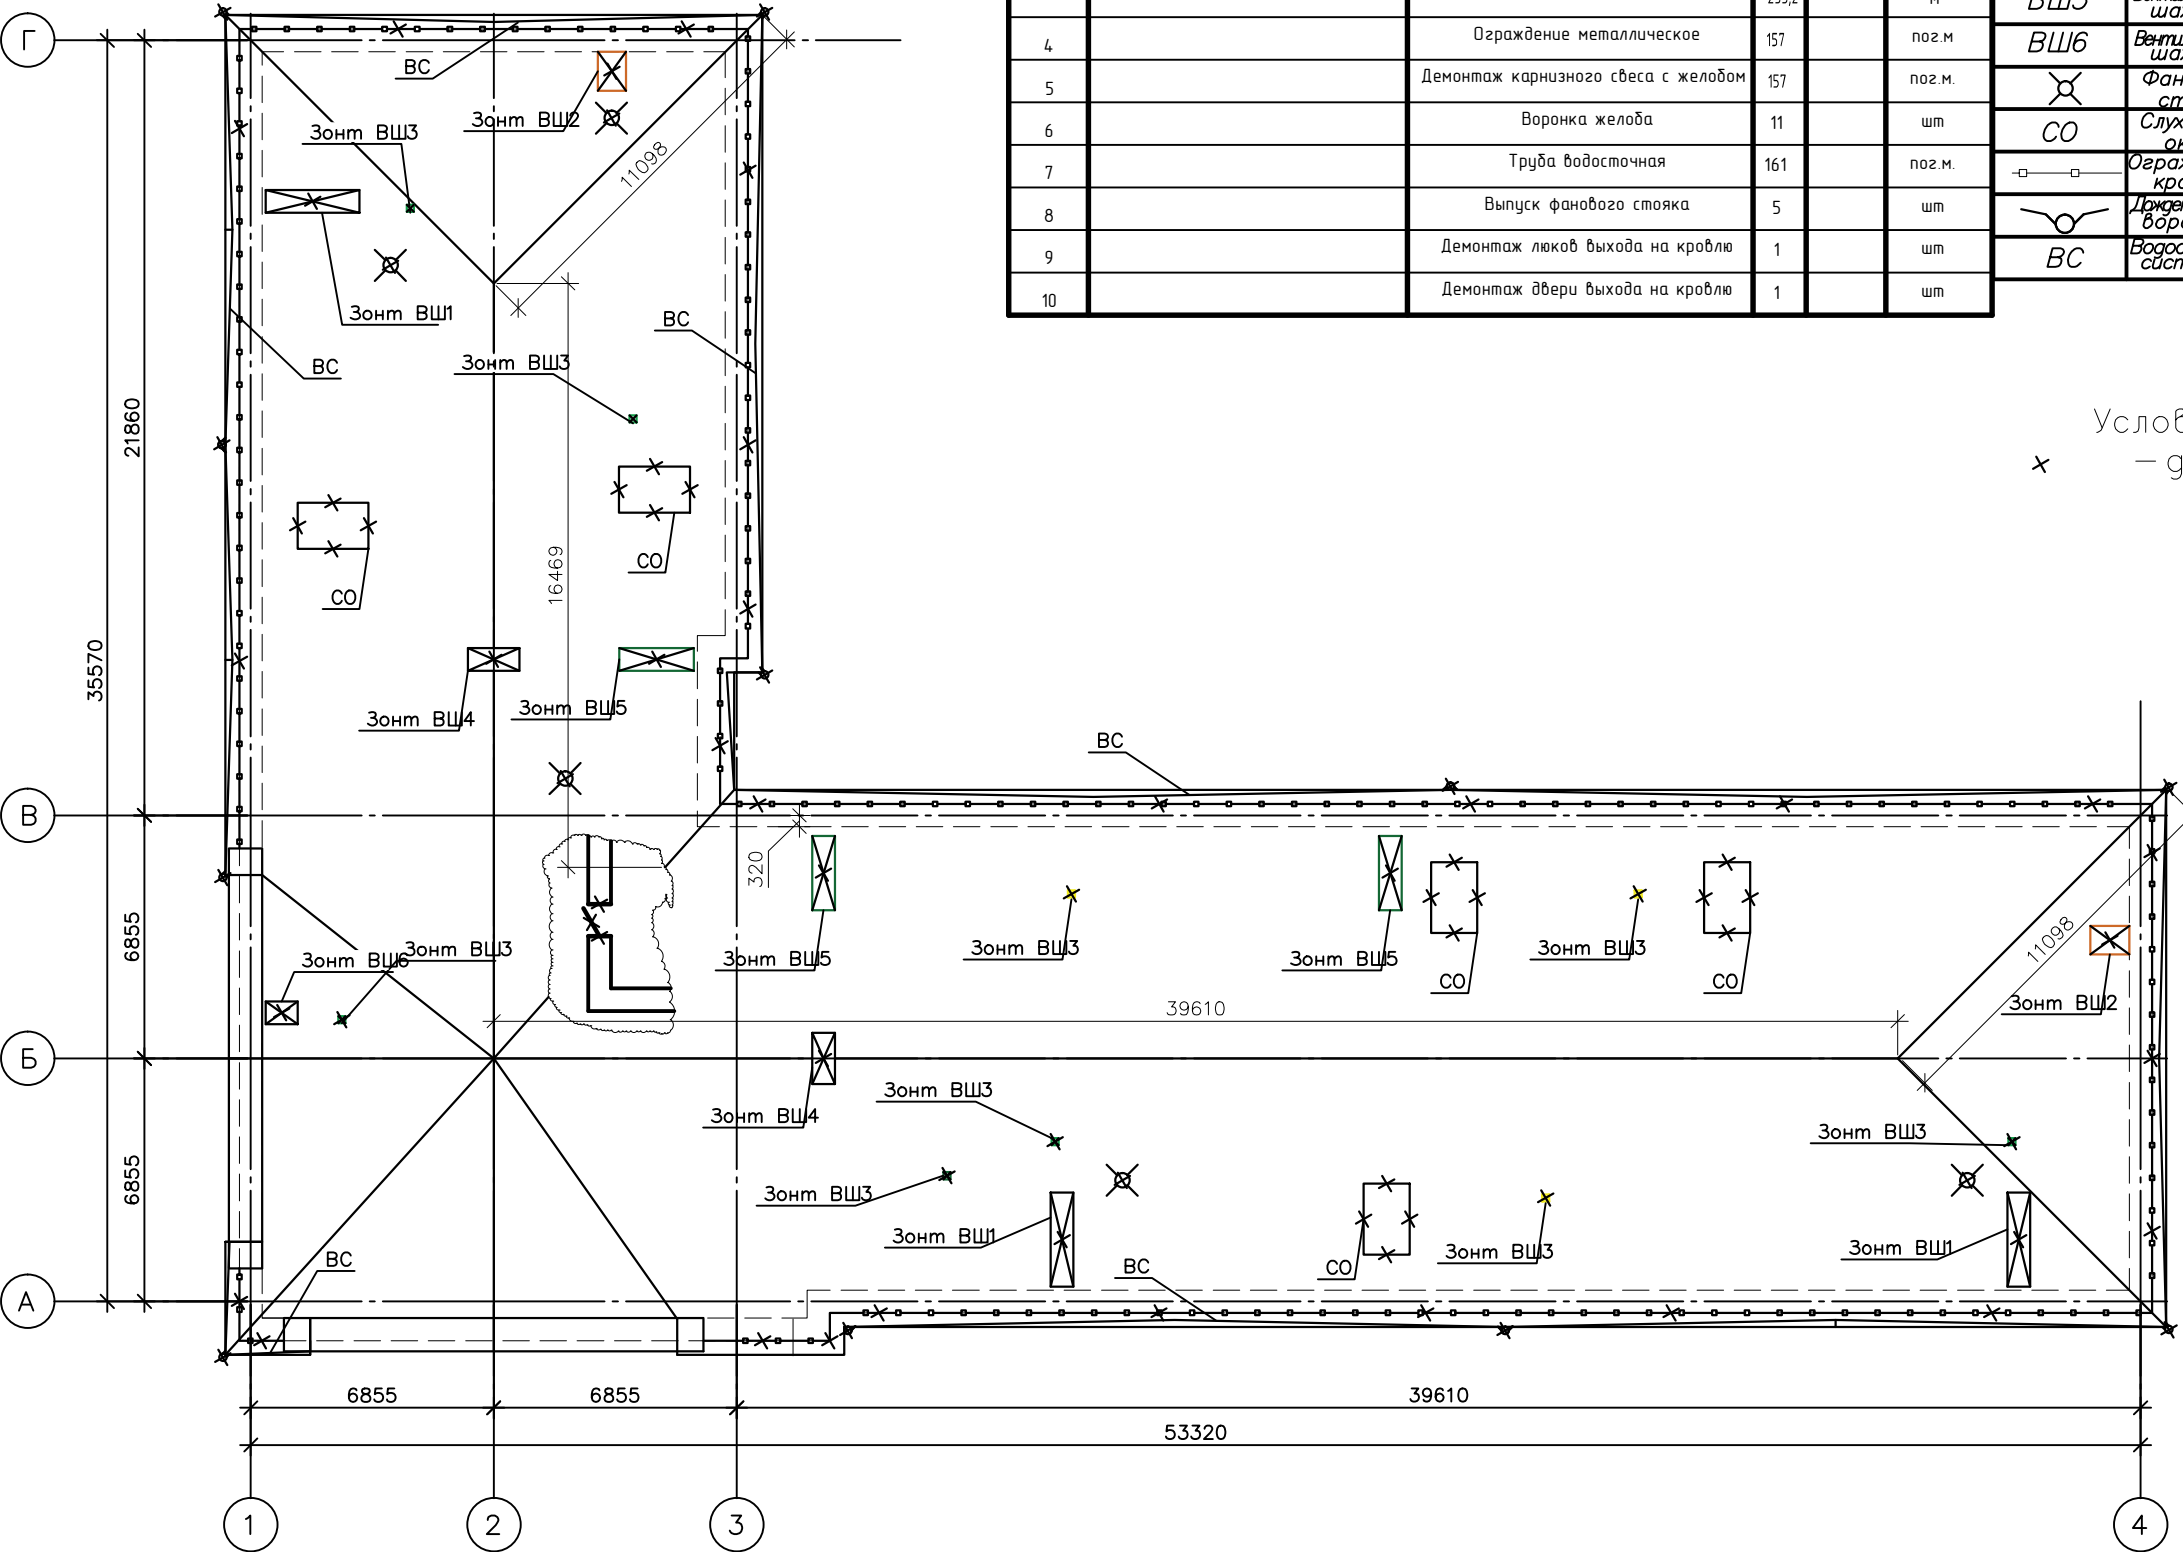 4 Ограждение металлическое 157 пог.м
5 Демонтаж карнизного свеса с желобом 157 пог.м.
6 Воронка желоба 11 шт
7 Труба водосточная 161 пог.м.
8 Выпуск фанового стояка 5 шт
9 Демонтаж люков выхода на кровлю 1 шт
10 Демонтаж двери выхода на кровлю 1 шт
ВШ6
СО
ВС
Г
ВС
Зонт ВШ3
Зонт ВШ2
11098
Зонт ВШ1
ВС
ВС
Зонт ВШ3
21860
16469
СО
СО
35570
Зонт ВШ4
Зонт ВШ5
ВС
В
320
6855
Зонт ВШ6
Зонт ВШ3
Зонт ВШ5
Зонт ВШ3
Зонт ВШ5
СО
Зонт ВШ3
СО
11098
Зонт ВШ2
39610
Б
Зонт ВШ3
Зонт ВШ4
Зонт ВШ3
6855
Зонт ВШ3
Зонт ВШ1
СО
Зонт ВШ3
Зонт ВШ1
ВС
ВС
А
6855
6855
39610
53320
1
2
3
4